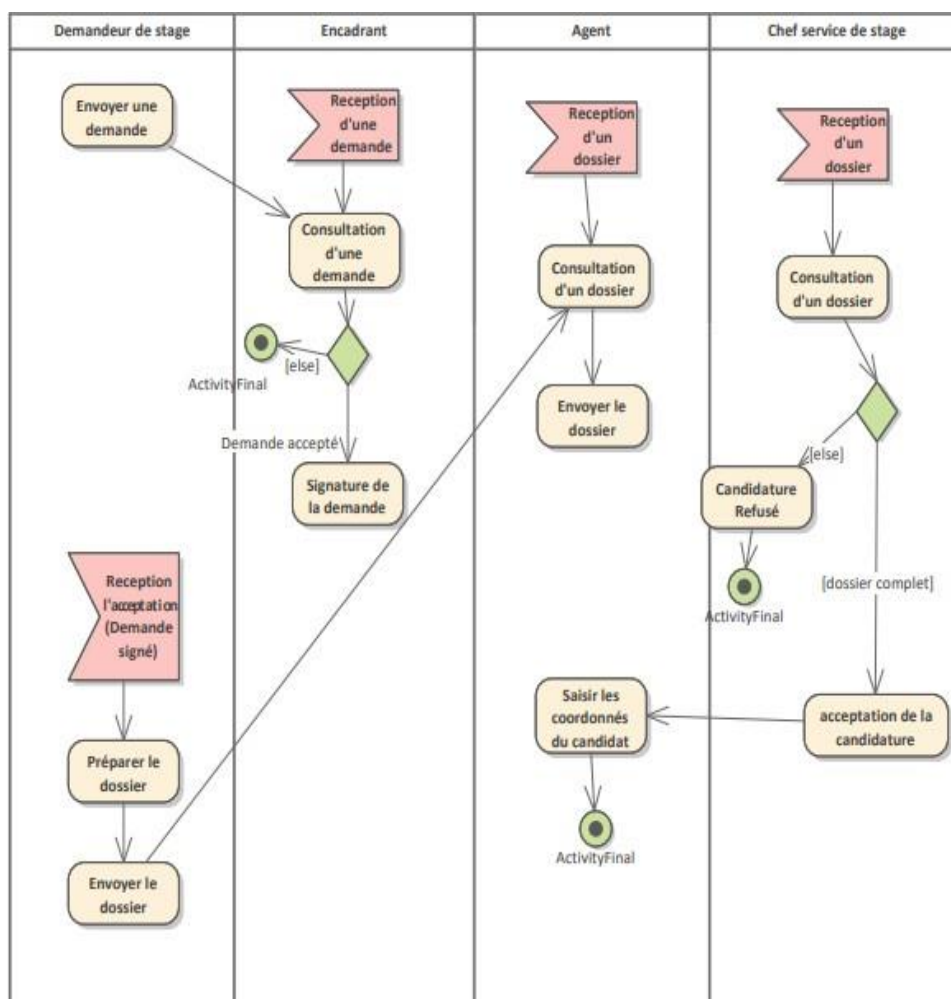 Demandeur de stage
Encadrant
Agent
Chef service de stage
Envoyer une
demande
Reception
d'une
demande
Reception
d'un
dossier
Reception
d'un
dossier
Consultation
d'une
demande
Consultation
d'un dossier
Consultation
d'un dossier
[else]
ActivityFinal
Envoyer le
dossier
Demande accepté
[else]
Signature de
la demande
Candidature
Refusé
Reception
l'acceptation
(Demande
signé)
[dossier complet]
ActivityFinal
Saisir les
coordonnés
du candidat
acceptation de la
candidature
Préparer le
dossier
ActivityFinal
Envoyer le
dossier